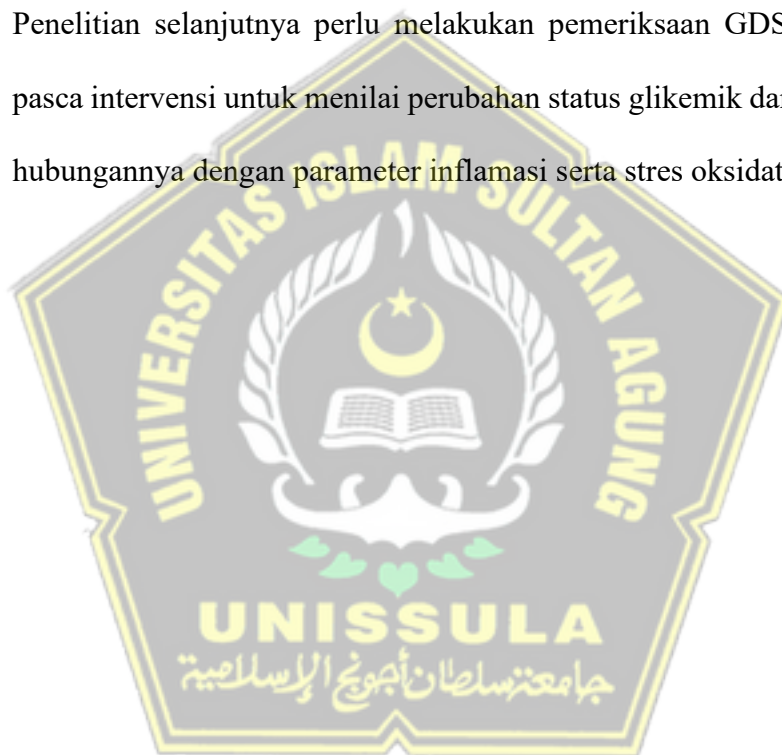 Penelitian selanjutnya perlu melakukan pemeriksaan GDS
pasca intervensi untuk menilai perubahan status glikemik dan
hubungannya dengan parameter inflamasi serta stres oksidat
UNIVERSITAS ISLAM SULTAN AGUNG
UNISSULA
جامعة سلطان أجونج الإسلامية